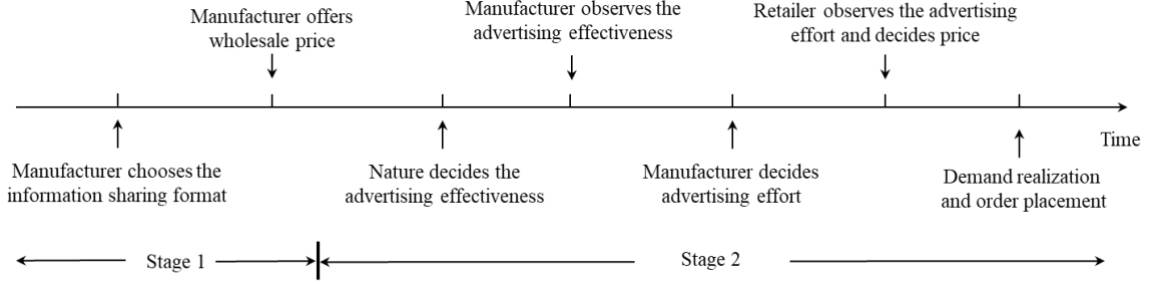 Manufacturer offers
wholesale price
Manufacturer observes the
advertising effectiveness
Retailer observes the advertising
effort and decides price
Time
Manufacturer chooses the
information sharing format
Nature decides the
advertising effectiveness
Manufacturer decides
advertising effort
Demand realization
and order placement
Stage 1
Stage 2